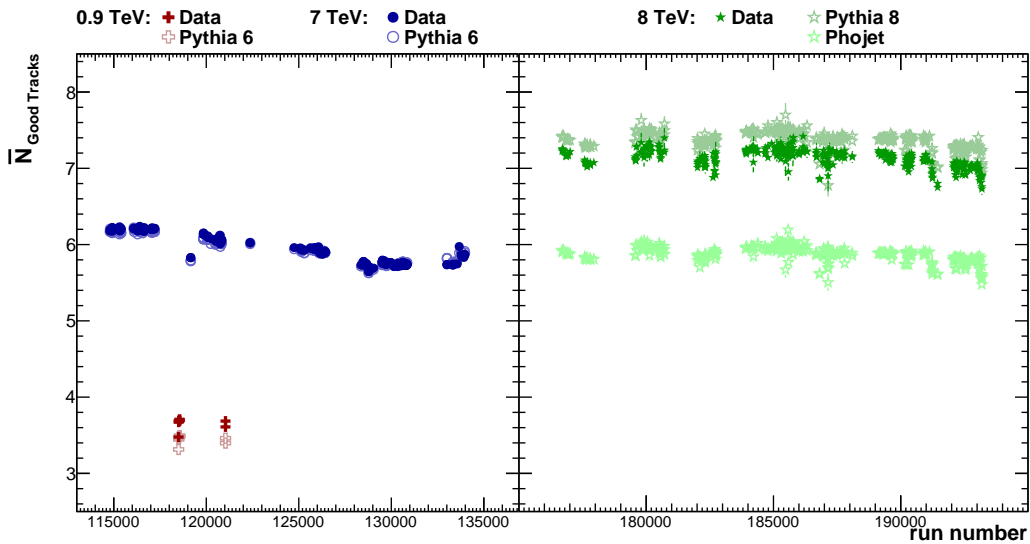 0.9 TeV: Data 7 TeV: Data 8 TeV: Data Pythia 8
Pythia 6 Pythia 6 Phojet
N̅ Good Tracks
8
7
6
5
4
3
115000 120000 125000 130000 135000 180000 185000 190000
run number